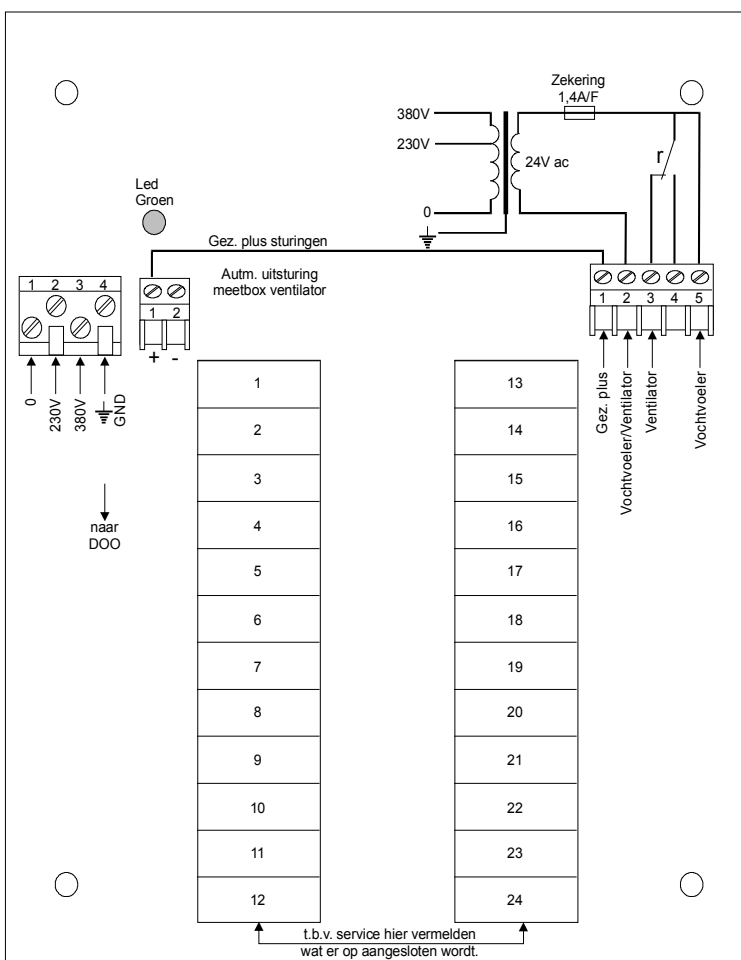 Zekering
1,4A/F
380V
230V
24V ac
r
0
Led
Groen
Gez. plus sturingen
Autm. uitsturing
meetbox ventilator
1 2 3 4
1 2
+ -
1 2 3 4 5
0
230V
380V
GND
Gez. plus
Vochtvoeler/Ventilator
Ventilator
Vochtvoeler
naar
DOO
1
2
3
4
5
6
7
8
9
10
11
12
13
14
15
16
17
18
19
20
21
22
23
24
t.b.v. service hier vermelden
wat er op aangesloten wordt.